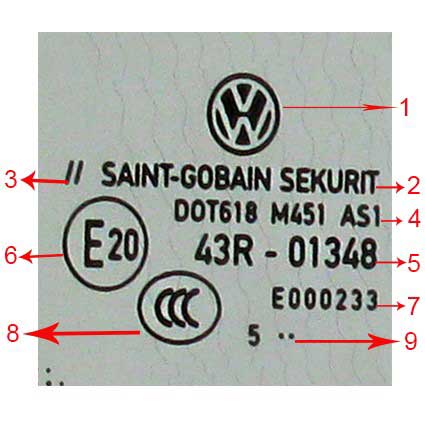 1
3 // SAINT-GOBAIN SEKURIT 2
DOT618 M451 AS1 4
6 E20 43R - 01348 5
E000233 7
8 CCC
5 •• 9